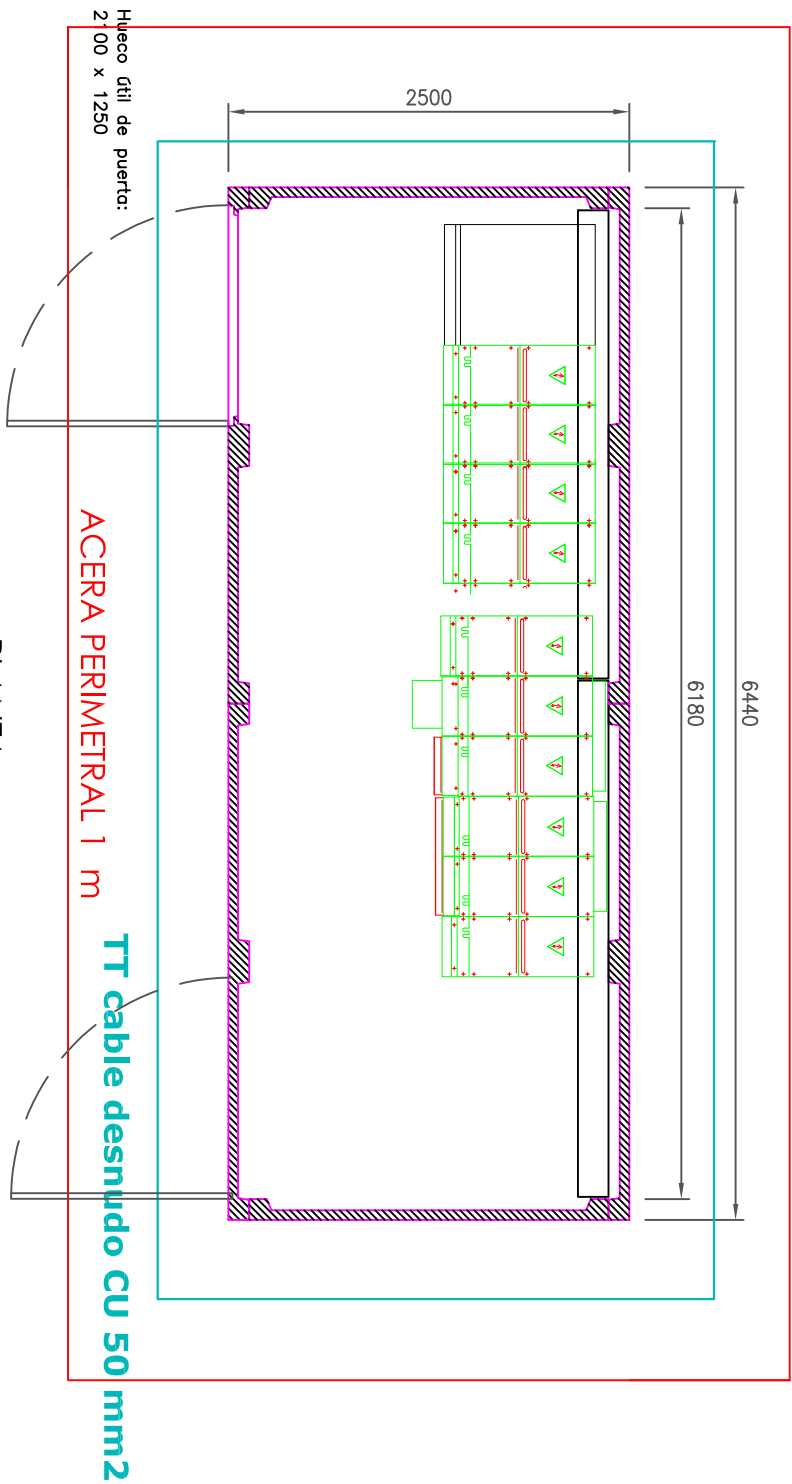 Hueco útil de puerta:
2100 x 1250
2500
6440
6180
ACERA PERIMETRAL 1 m
TT cable desnudo CU 50 mm2